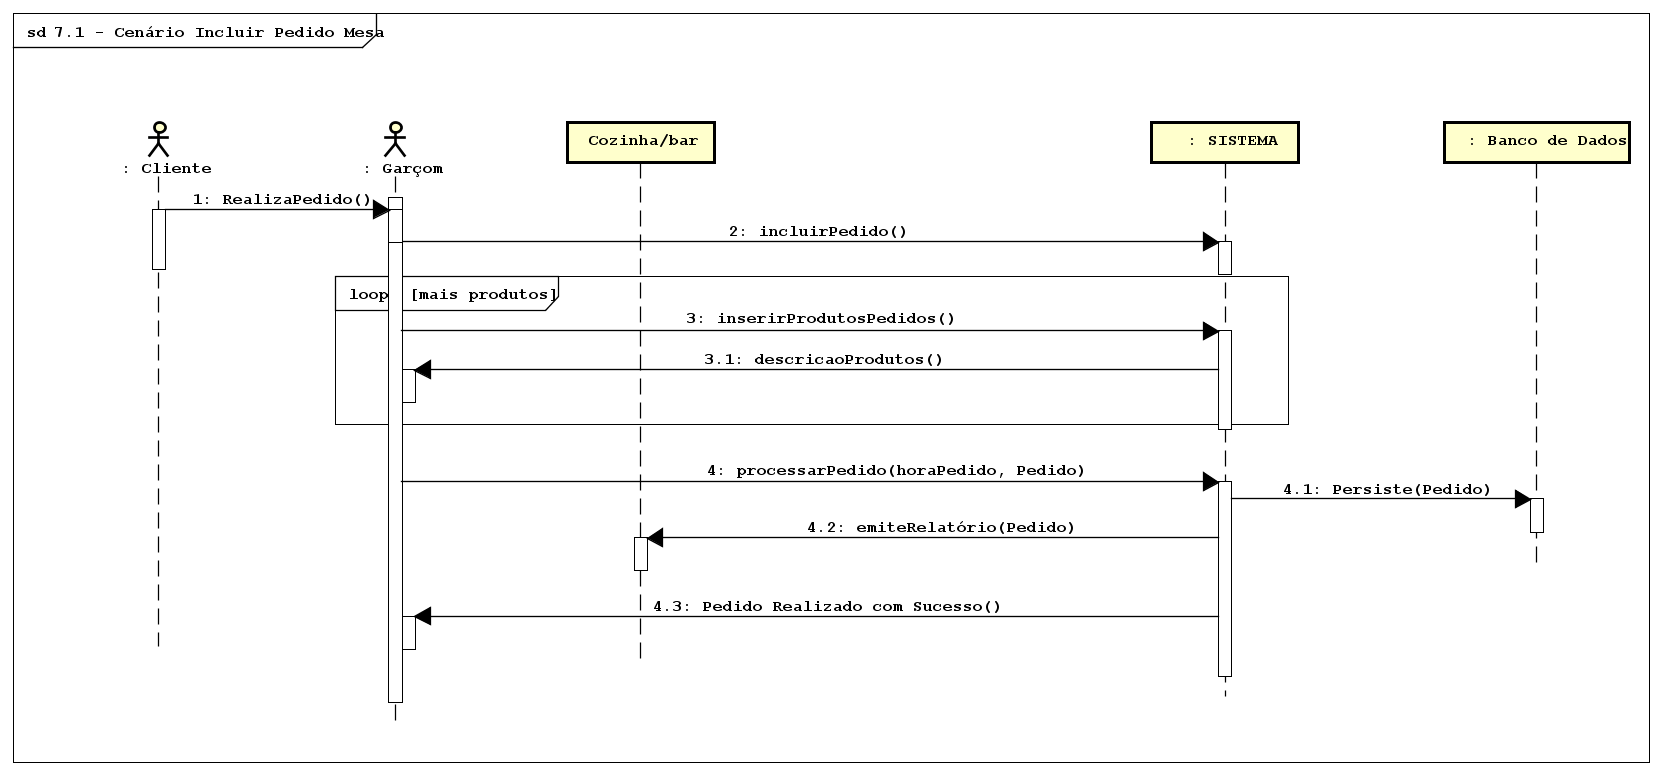 sd 7.1 - Cenário Incluir Pedido Mesa
: Cliente
: Garçom
Cozinha/bar
: SISTEMA
: Banco de Dados
1: RealizaPedido()
2: incluirPedido()
loop [mais produtos]
3: inserirProdutosPedidos()
3.1: descricaoProdutos()
4: processarPedido(horaPedido, Pedido)
4.1: Persiste(Pedido)
4.2: emiteRelatório(Pedido)
4.3: Pedido Realizado com Sucesso()